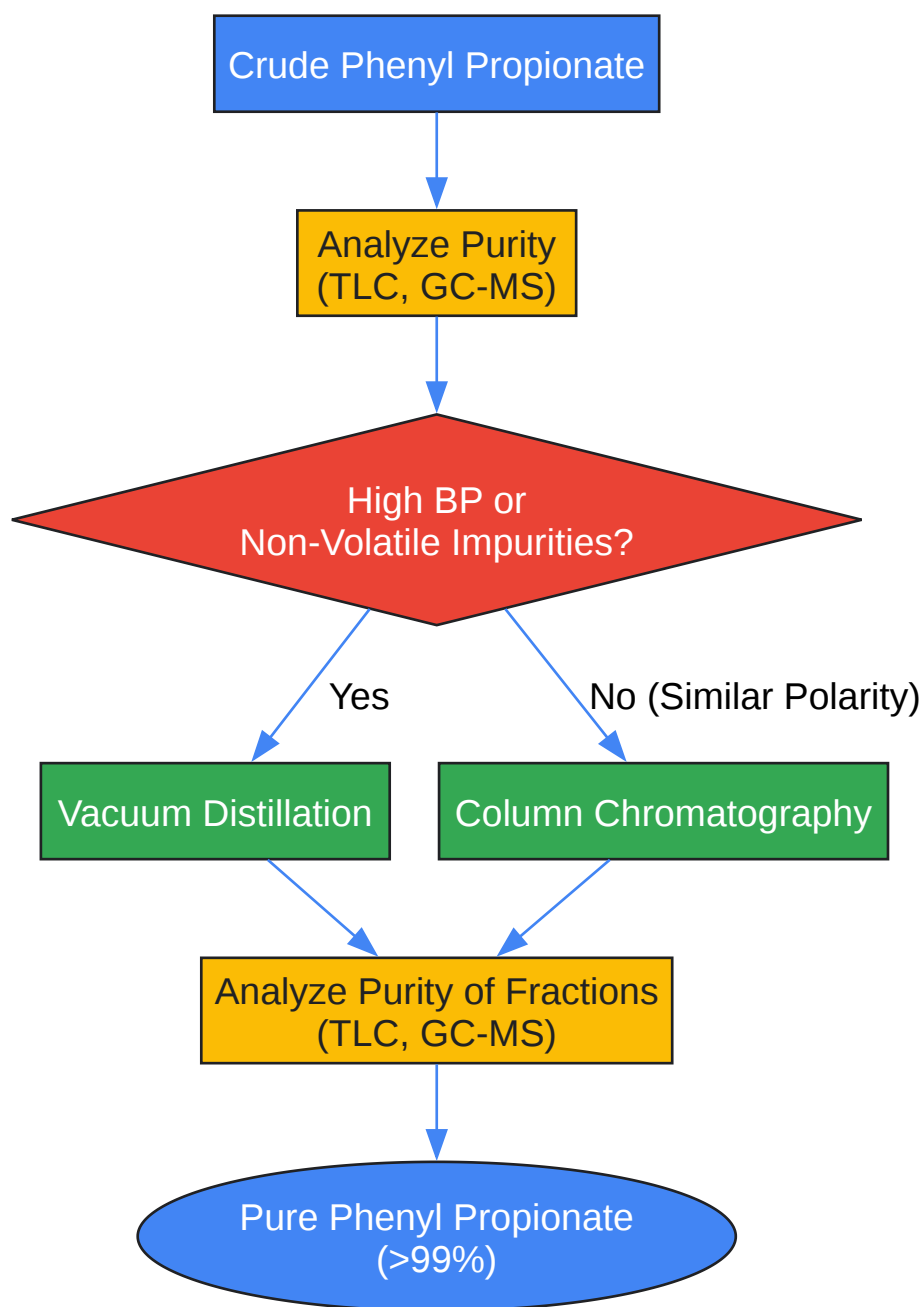 Crude Phenyl Propionate
Analyze Purity
(TLC, GC-MS)
High BP or
Non-Volatile Impurities?
Yes
No (Similar Polarity)
Vacuum Distillation
Column Chromatography
Analyze Purity of Fractions
(TLC, GC-MS)
Pure Phenyl Propionate
(>99%)